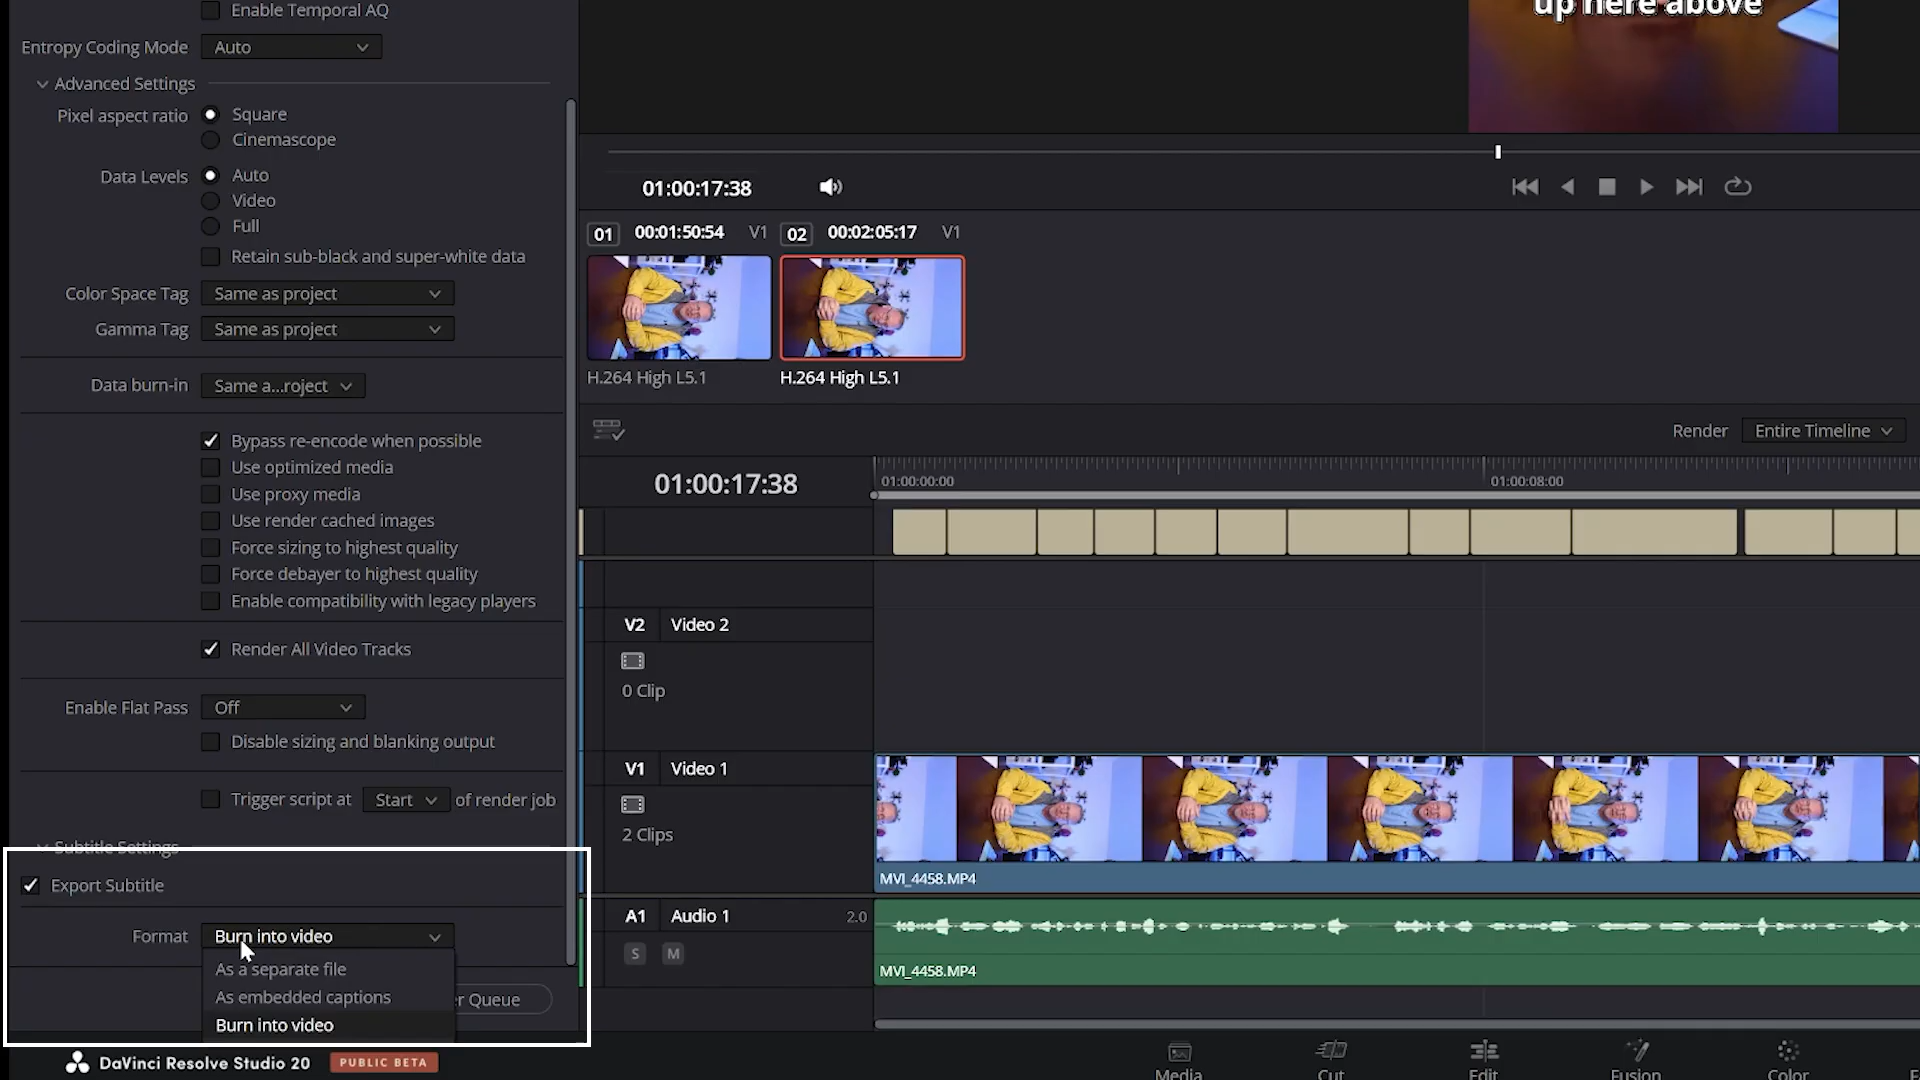 Enable Temporal AQ
Entropy Coding Mode Auto
Advanced Settings
Pixel aspect ratio Square
Cinemascope
Data Levels Auto
Video
Full
Retain sub-black and super-white data
Color Space Tag Same as project
Gamma Tag Same as project
Data burn-in Same a...roject
Bypass re-encode when possible
Use optimized media
Use proxy media
Use render cached images
Force sizing to highest quality
Force debayer to highest quality
Enable compatibility with legacy players
Render All Video Tracks
Enable Flat Pass Off
Disable sizing and blanking output
Trigger script at Start of render job
Subtitle Settings
Export Subtitle
Format Burn into video
As a separate file
As embedded captions
Burn into video
er Queue
DaVinci Resolve Studio 20 PUBLIC BETA
up here above
01:00:17:38
01 00:01:50:54 V1 02 00:02:05:17 V1
H.264 High L5.1 H.264 High L5.1
Render Entire Timeline
01:00:17:38
01:00:00:00 01:00:08:00
V2 Video 2
0 Clip
V1 Video 1
2 Clips
MVI_4458.MP4
A1 Audio 1 2.0
S M
MVI_4458.MP4
Media Cut Edit Fusion Color F